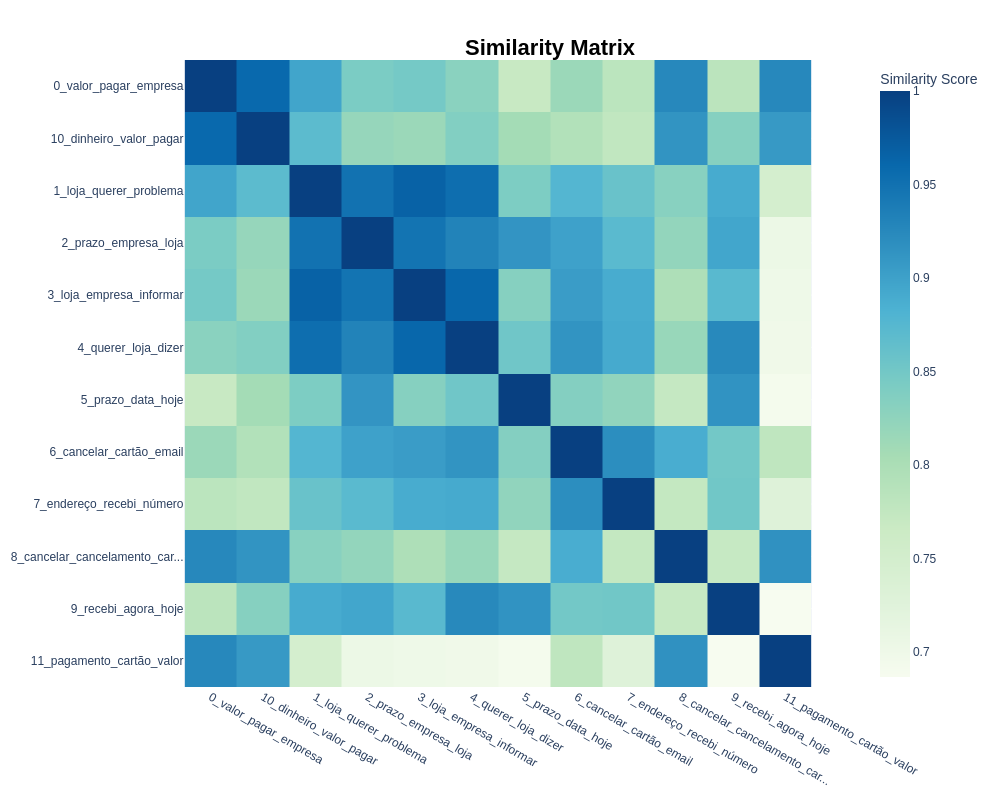 Similarity Matrix
Similarity Score
0_valor_pagar_empresa
10_dinheiro_valor_pagar
1_loja_querer_problema
2_prazo_empresa_loja
3_loja_empresa_informar
4_querer_loja_dizer
5_prazo_data_hoje
6_cancelar_cartão_email
7_endereço_recebi_número
8_cancelar_cancelamento_car...
9_recebi_agora_hoje
11_pagamento_cartão_valor
1
0.95
0.9
0.85
0.8
0.75
0.7
0_valor_pagar_empresa
10_dinheiro_valor_pagar
1_loja_querer_problema
2_prazo_empresa_loja
3_loja_empresa_informar
4_querer_loja_dizer
5_prazo_data_hoje
6_cancelar_cartão_email
7_endereço_recebi_número
8_cancelar_cancelamento_car...
9_recebi_agora_hoje
11_pagamento_cartão_valor